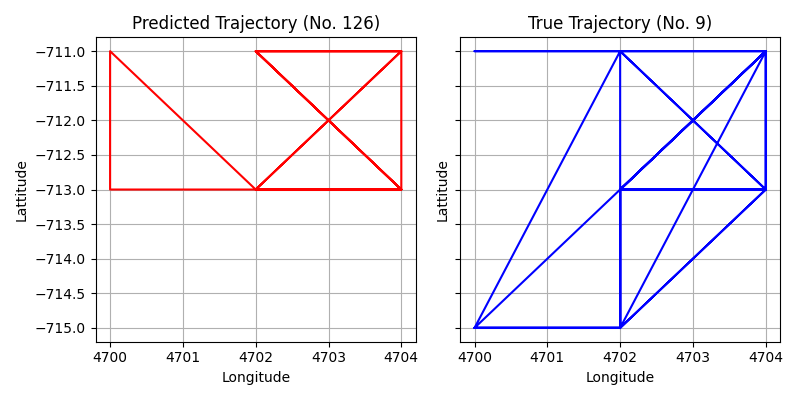 Predicted Trajectory (No. 126)
True Trajectory (No. 9)
−711.0
−711.5
−712.0
−712.5
−713.0
−713.5
−714.0
−714.5
−715.0
Lattitude
Lattitude
4700 4701 4702 4703 4704
4700 4701 4702 4703 4704
Longitude
Longitude